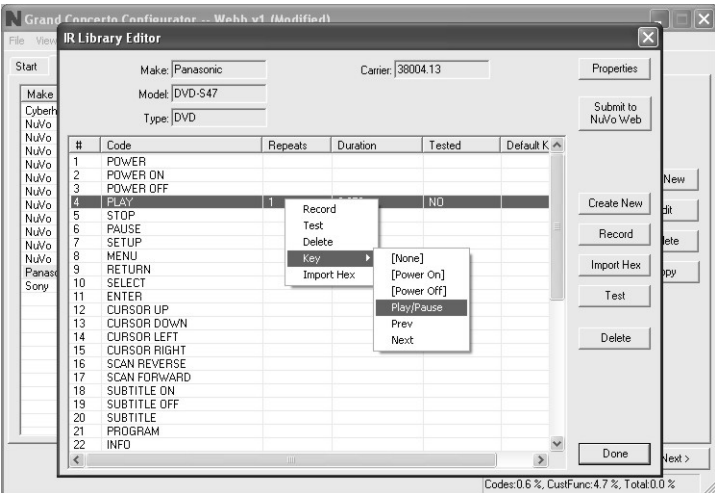 Grand Concerto Configurator -- Webb v1 (Modified)
File View
IR Library Editor
Start
Make: Panasonic
Carrier: 38004.13
Properties
Model: DVD-S47
Type: DVD
Submit to
NuVo Web
Make
Cyberh
NuVo
NuVo
NuVo
NuVo
NuVo
NuVo
NuVo
NuVo
NuVo
NuVo
NuVo
Panaso
Sony
# Code Repeats Duration Tested Default K
1 POWER
2 POWER ON
3 POWER OFF
4 PLAY 1 NO
5 STOP
6 PAUSE
7 SETUP
8 MENU
9 RETURN
10 SELECT
11 ENTER
12 CURSOR UP
13 CURSOR DOWN
14 CURSOR LEFT
15 CURSOR RIGHT
16 SCAN REVERSE
17 SCAN FORWARD
18 SUBTITLE ON
19 SUBTITLE OFF
20 SUBTITLE
21 PROGRAM
22 INFO
Record
Test
Delete
Key
Import Hex
[None]
[Power On]
[Power Off]
Play/Pause
Prev
Next
Create New
Record
Import Hex
Test
Delete
Done
New
dit
lete
opy
Next >
Codes:0.6 %, CustFunc:4.7 %, Total:0.0 %